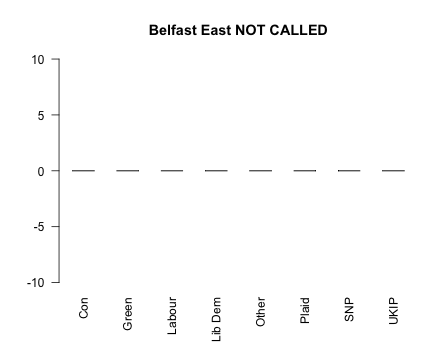 Belfast East NOT CALLED
10
5
0
-5
-10
Con
Green
Labour
Lib Dem
Other
Plaid
SNP
UKIP